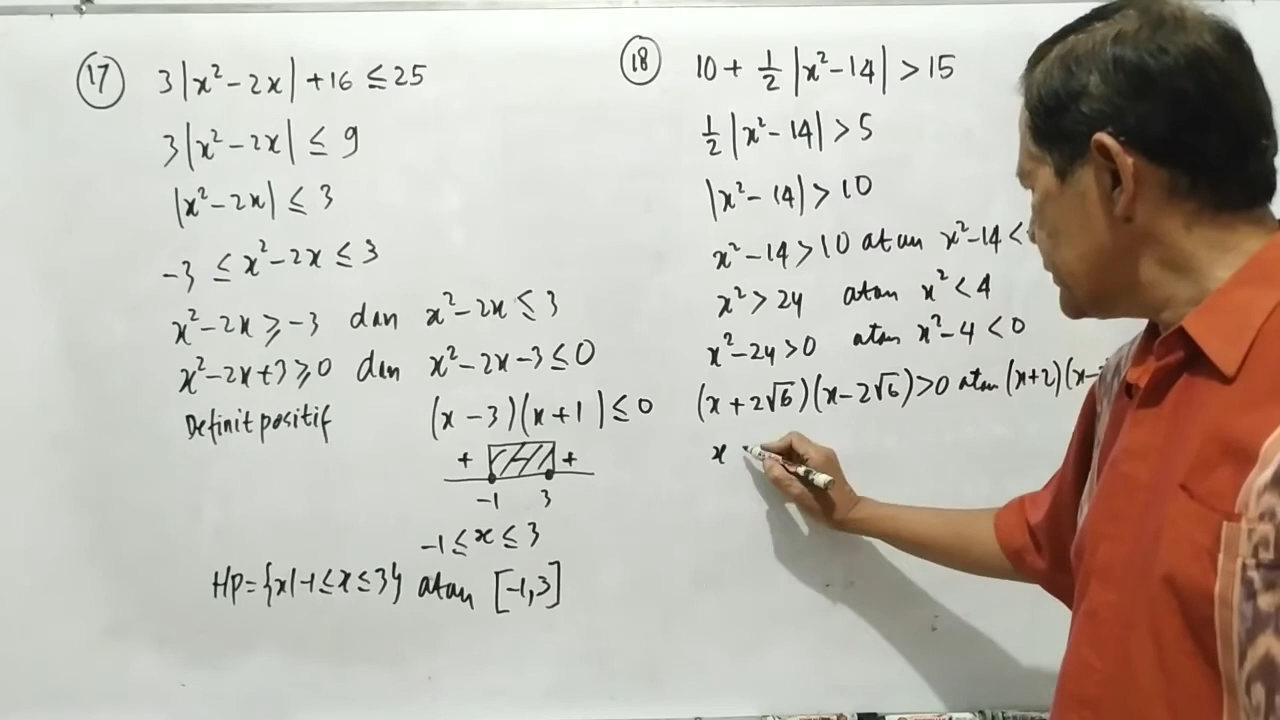 17 3|x² - 2x| + 16 ≤ 25
3|x² - 2x| ≤ 9
|x² - 2x| ≤ 3
-3 ≤ x² - 2x ≤ 3
x² - 2x ≥ -3 dan x² - 2x ≤ 3
x² - 2x + 3 ≥ 0 dan x² - 2x - 3 ≤ 0
Definit positif (x - 3)(x + 1) ≤ 0
+ +
-1 3
-1 ≤ x ≤ 3
Hp = {x| -1 ≤ x ≤ 3} atau [-1,3]
18 10 + 1/2 |x² - 14| > 15
1/2 |x² - 14| > 5
|x² - 14| > 10
x² - 14 > 10 atau x² - 14 <
x² > 24 atau x² < 4
x² - 24 > 0 atau x² - 4 < 0
(x + 2√6)(x - 2√6) > 0 atau (x + 2)(x -
x